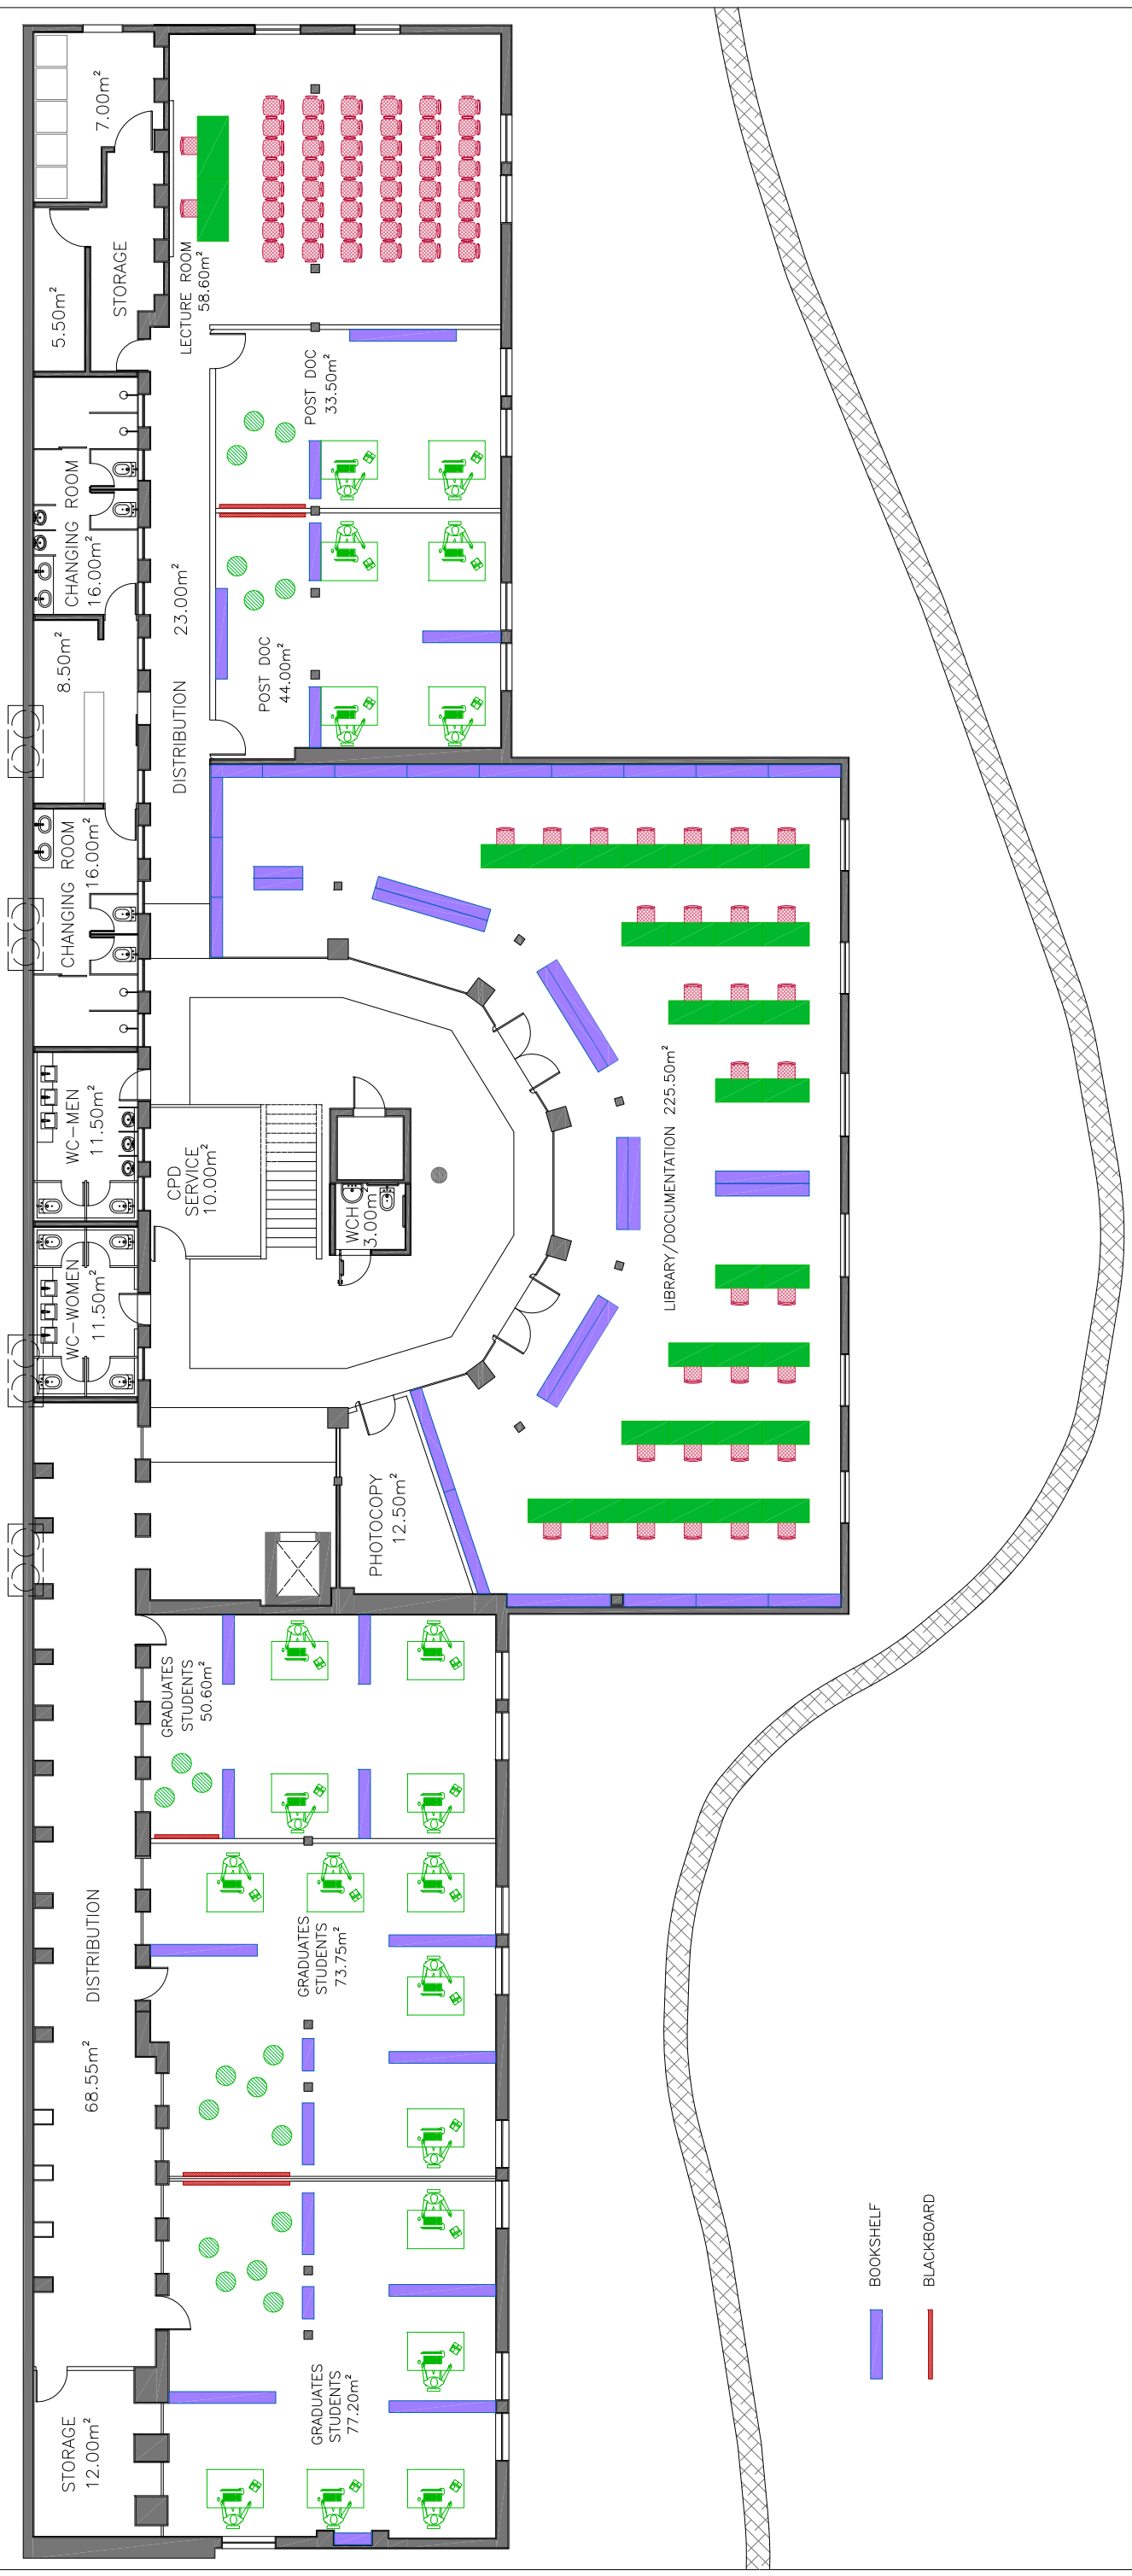 7.00m²
STORAGE
5.50m²
LECTURE ROOM
58.60m²
POST DOC
33.50m²
CHANGING ROOM
16.00m²
23.00m²
DISTRIBUTION
8.50m²
POST DOC
44.00m²
CHANGING ROOM
16.00m²
WC-MEN
11.50m²
CPD
SERVICE
10.00m²
WCH
3.00m²
LIBRARY/DOCUMENTATION 225.50m²
WC-WOMEN
11.50m²
PHOTOCOPY
12.50m²
GRADUATES
STUDENTS
50.60m²
DISTRIBUTION
68.55m²
GRADUATES
STUDENTS
73.75m²
GRADUATES
STUDENTS
77.20m²
STORAGE
12.00m²
BOOKSHELF
BLACKBOARD